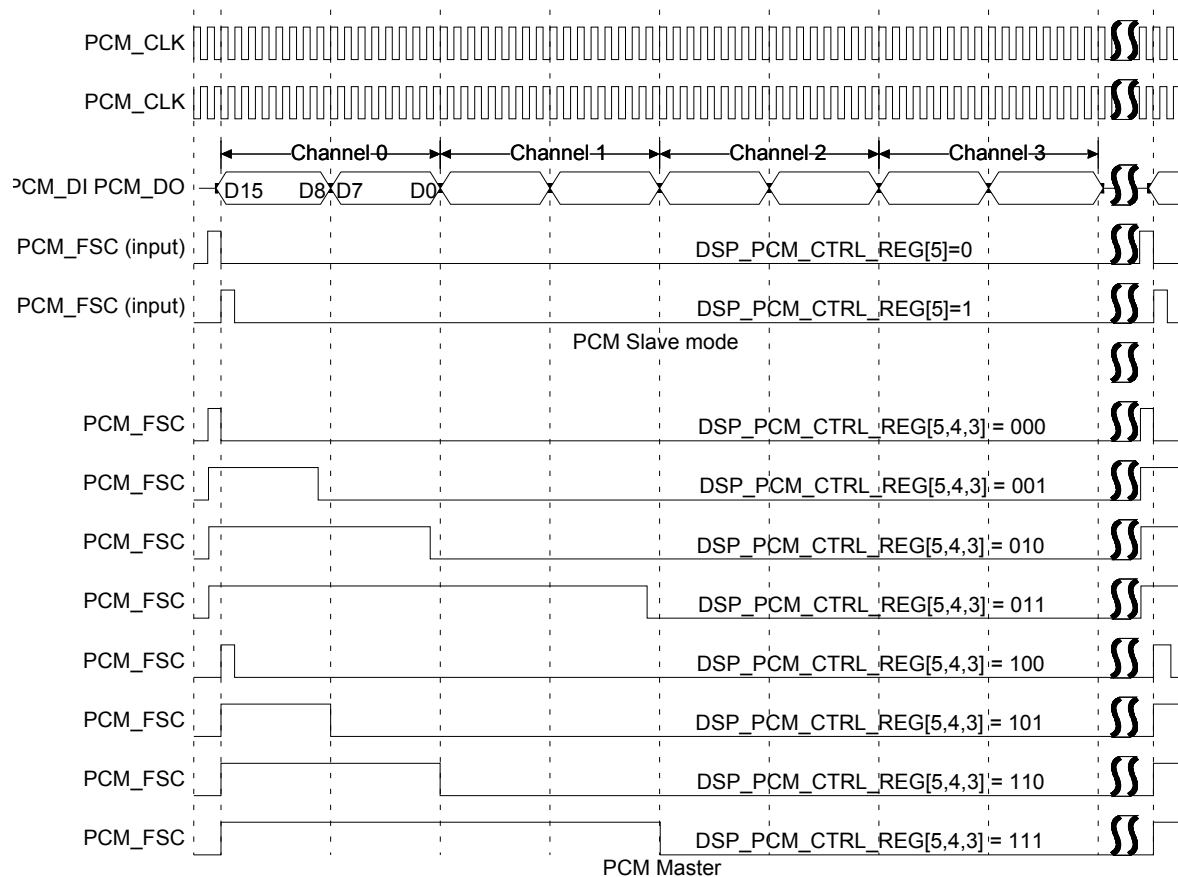 PCM_CLK
PCM_CLK
Channel 0 Channel 1 Channel 2 Channel 3
PCM_DI PCM_DO D15 D8 D7 D0
PCM_FSC (input) DSP_PCM_CTRL_REG[5]=0
PCM_FSC (input) DSP_PCM_CTRL_REG[5]=1
PCM Slave mode
PCM_FSC DSP_PCM_CTRL_REG[5,4,3] = 000
PCM_FSC DSP_PCM_CTRL_REG[5,4,3] = 001
PCM_FSC DSP_PCM_CTRL_REG[5,4,3] = 010
PCM_FSC DSP_PCM_CTRL_REG[5,4,3] = 011
PCM_FSC DSP_PCM_CTRL_REG[5,4,3] = 100
PCM_FSC DSP_PCM_CTRL_REG[5,4,3] = 101
PCM_FSC DSP_PCM_CTRL_REG[5,4,3] = 110
PCM_FSC DSP_PCM_CTRL_REG[5,4,3] = 111
PCM Master